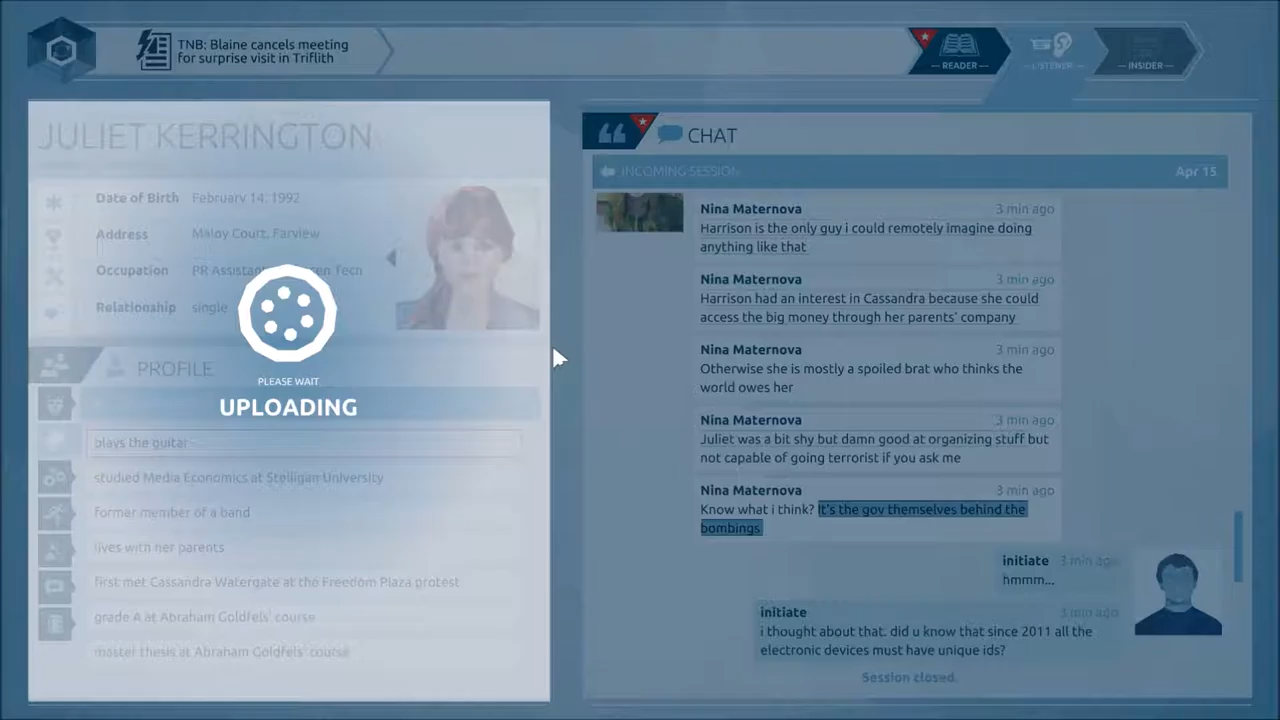 TNB: Blaine cancels meeting
for surprise visit in Triflith
READER
LISTENER
INSIDER
JULIET KERRINGTON
Date of Birth February 14, 1992
Address Maloy Court, Farview
Occupation PR Assistant Tech
Relationship single
PLEASE WAIT
UPLOADING
PROFILE
plays the guitar
studied Media Economics at Stelligan University
former member of a band
lives with her parents
first met Cassandra Watergate at the Freedom Plaza protest
grade A at Abraham Goldfels' course
master thesis at Abraham Goldfels' course
CHAT
INCOMING SESSION Apr 15
Nina Maternova 3 min ago
Harrison is the only guy i could remotely imagine doing
anything like that
Nina Maternova 3 min ago
Harrison had an interest in Cassandra because she could
access the big money through her parents' company
Nina Maternova 3 min ago
Otherwise she is mostly a spoiled brat who thinks the
world owes her
Nina Maternova 3 min ago
Juliet was a bit shy but damn good at organizing stuff but
not capable of going terrorist if you ask me
Nina Maternova 3 min ago
Know what i think? It's the gov themselves behind the
bombings
initiate 3 min ago
hmmm...
initiate 3 min ago
i thought about that. did u know that since 2011 all the
electronic devices must have unique ids?
Session closed.